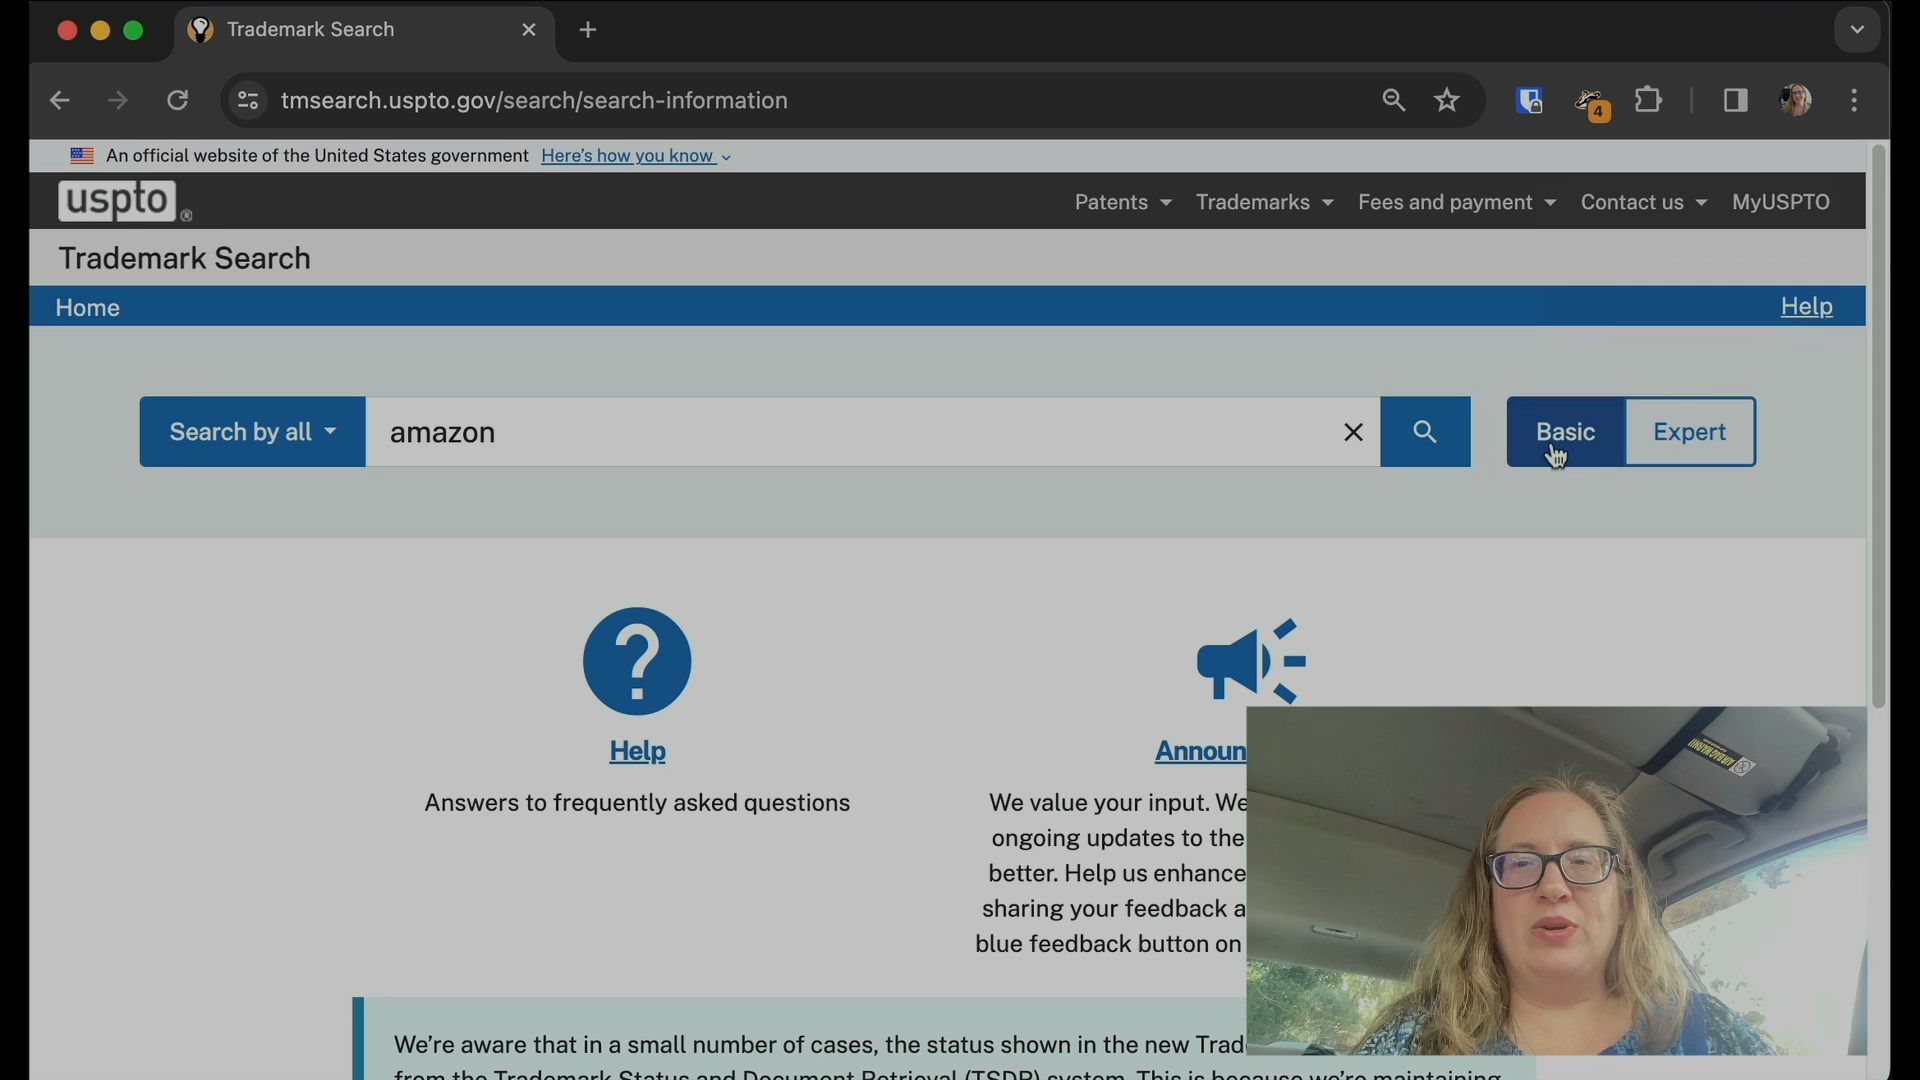 Trademark Search
tmsearch.uspto.gov/search/search-information
4
An official website of the United States government Here's how you know
uspto®
Patents Trademarks Fees and payment Contact us MyUSPTO
Trademark Search
Home
Help
Search by all
amazon
Basic
Expert
Help
Answers to frequently asked questions
Announ
We value your input. We
ongoing updates to the
better. Help us enhance
sharing your feedback a
blue feedback button on
We're aware that in a small number of cases, the status shown in the new Trad
from the Trademark Status and Document Retrieval (TSDR) system. This is because we're maintaining